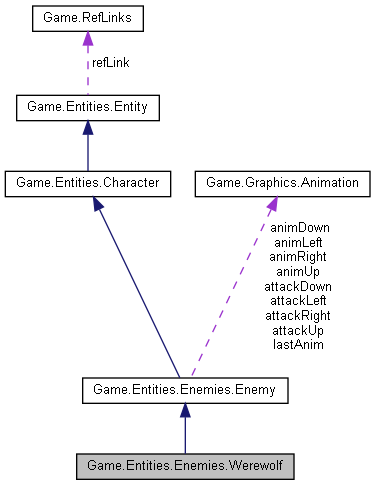 Game.RefLinks
refLink
Game.Entities.Entity
Game.Entities.Character
Game.Graphics.Animation
animDown
animLeft
animRight
animUp
attackDown
attackLeft
attackRight
attackUp
lastAnim
Game.Entities.Enemies.Enemy
Game.Entities.Enemies.Werewolf